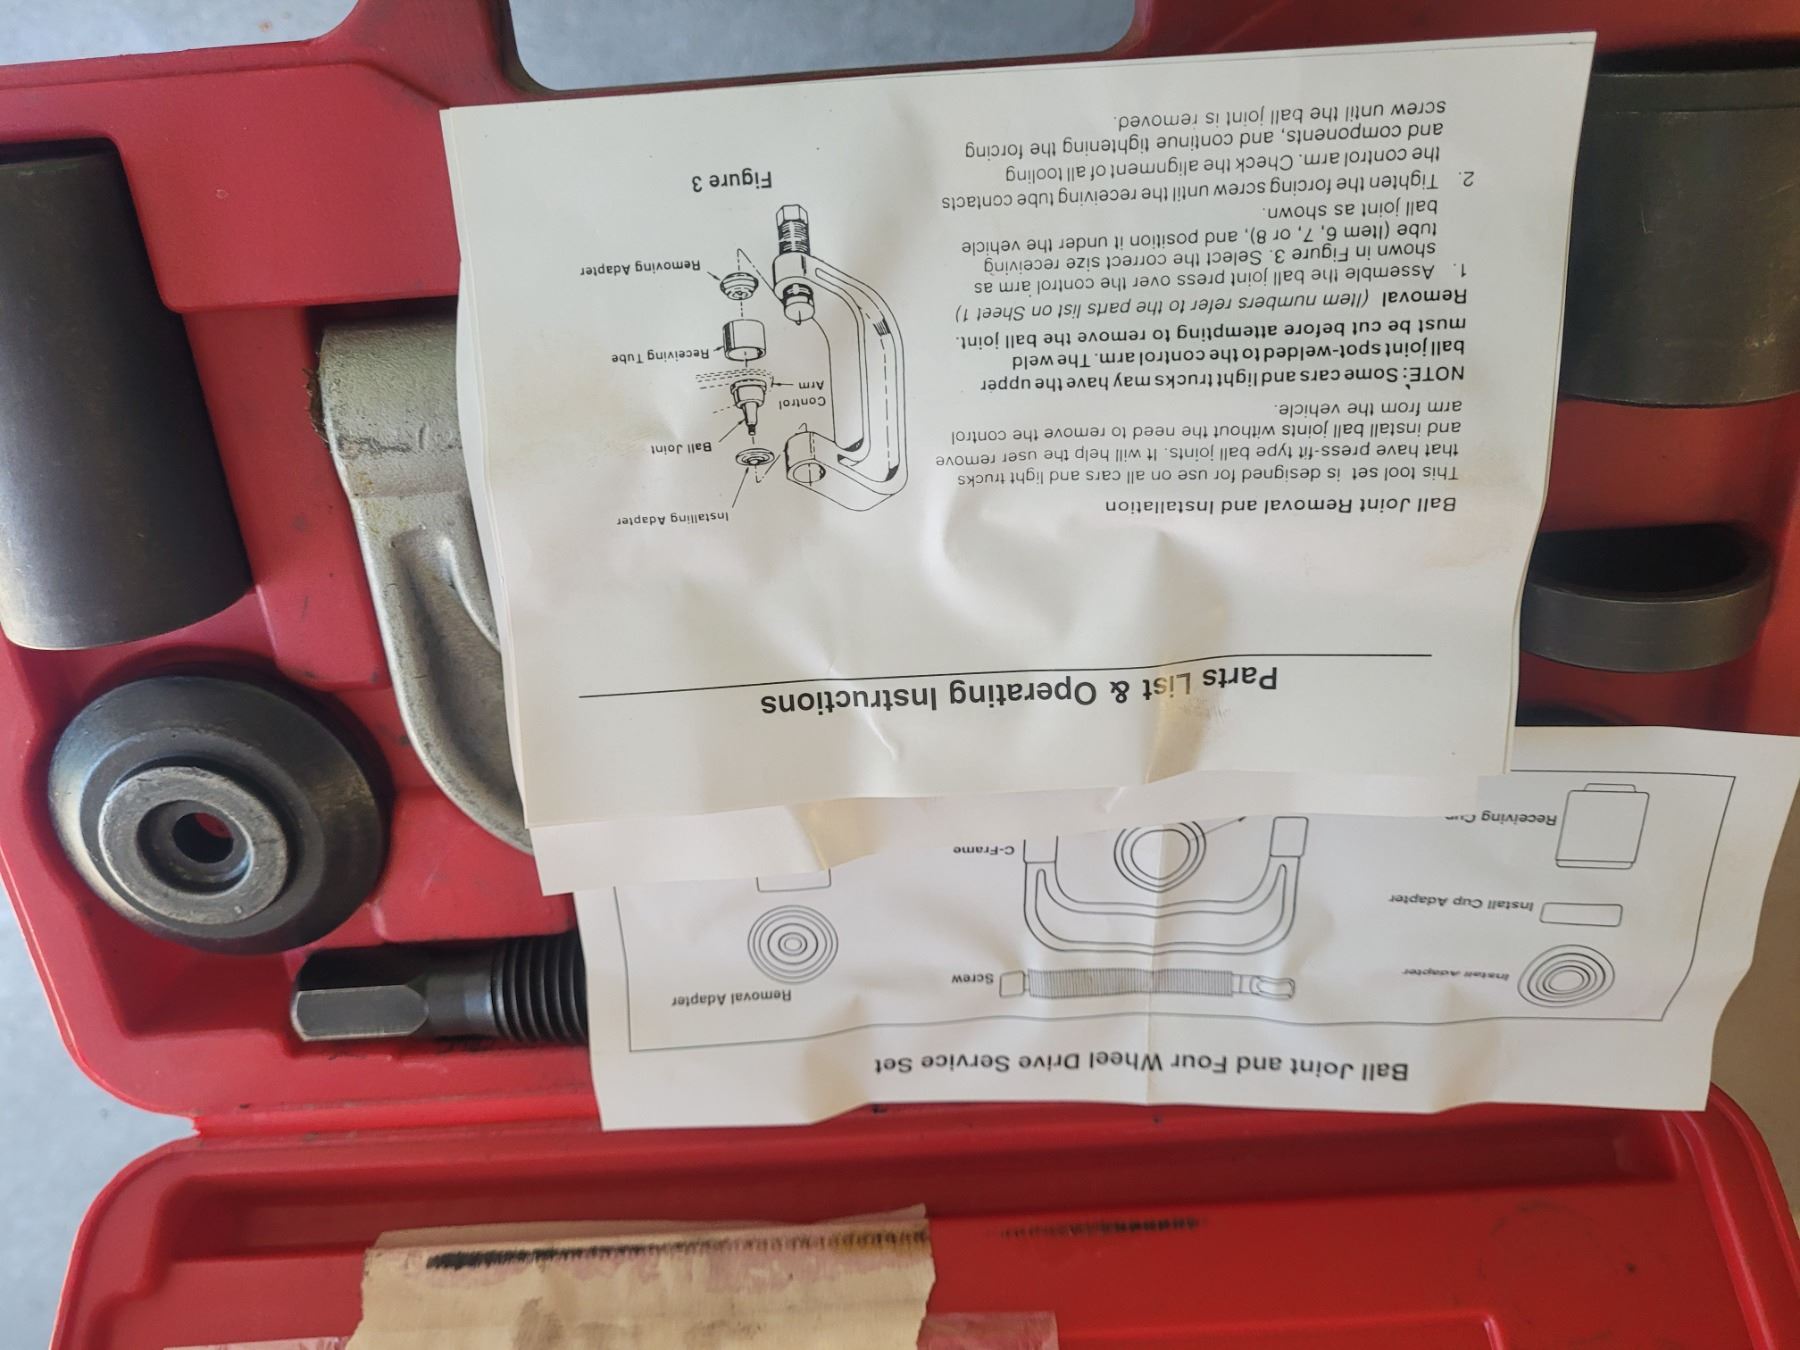 Ball Joint and Four Wheel Drive Service Set
Install Adapter
Install Cup Adapter
Receiving Cup
Screw
C-Frame
Removal Adapter
Parts List & Operating Instructions
Ball Joint Removal and Installation
This tool set is designed for use on all cars and light trucks
that have press-fit type ball joints. It will help the user remove
and install ball joints without the need to remove the control
arm from the vehicle.
NOTE: Some cars and light trucks may have the upper
ball joint spot-welded to the control arm. The weld
must be cut before attempting to remove the ball joint.
Removal (Item numbers refer to the parts list on Sheet 1)
1. Assemble the ball joint press over the control arm as
shown in Figure 3. Select the correct size receiving
tube (Item 6, 7, or 8), and position it under the vehicle
ball joint as shown.
2. Tighten the forcing screw until the receiving tube contacts
the control arm. Check the alignment of all tooling
and components, and continue tightening the forcing
screw until the ball joint is removed.
Installing Adapter
Ball Joint
Control
Arm
Receiving Tube
Removing Adapter
Figure 3